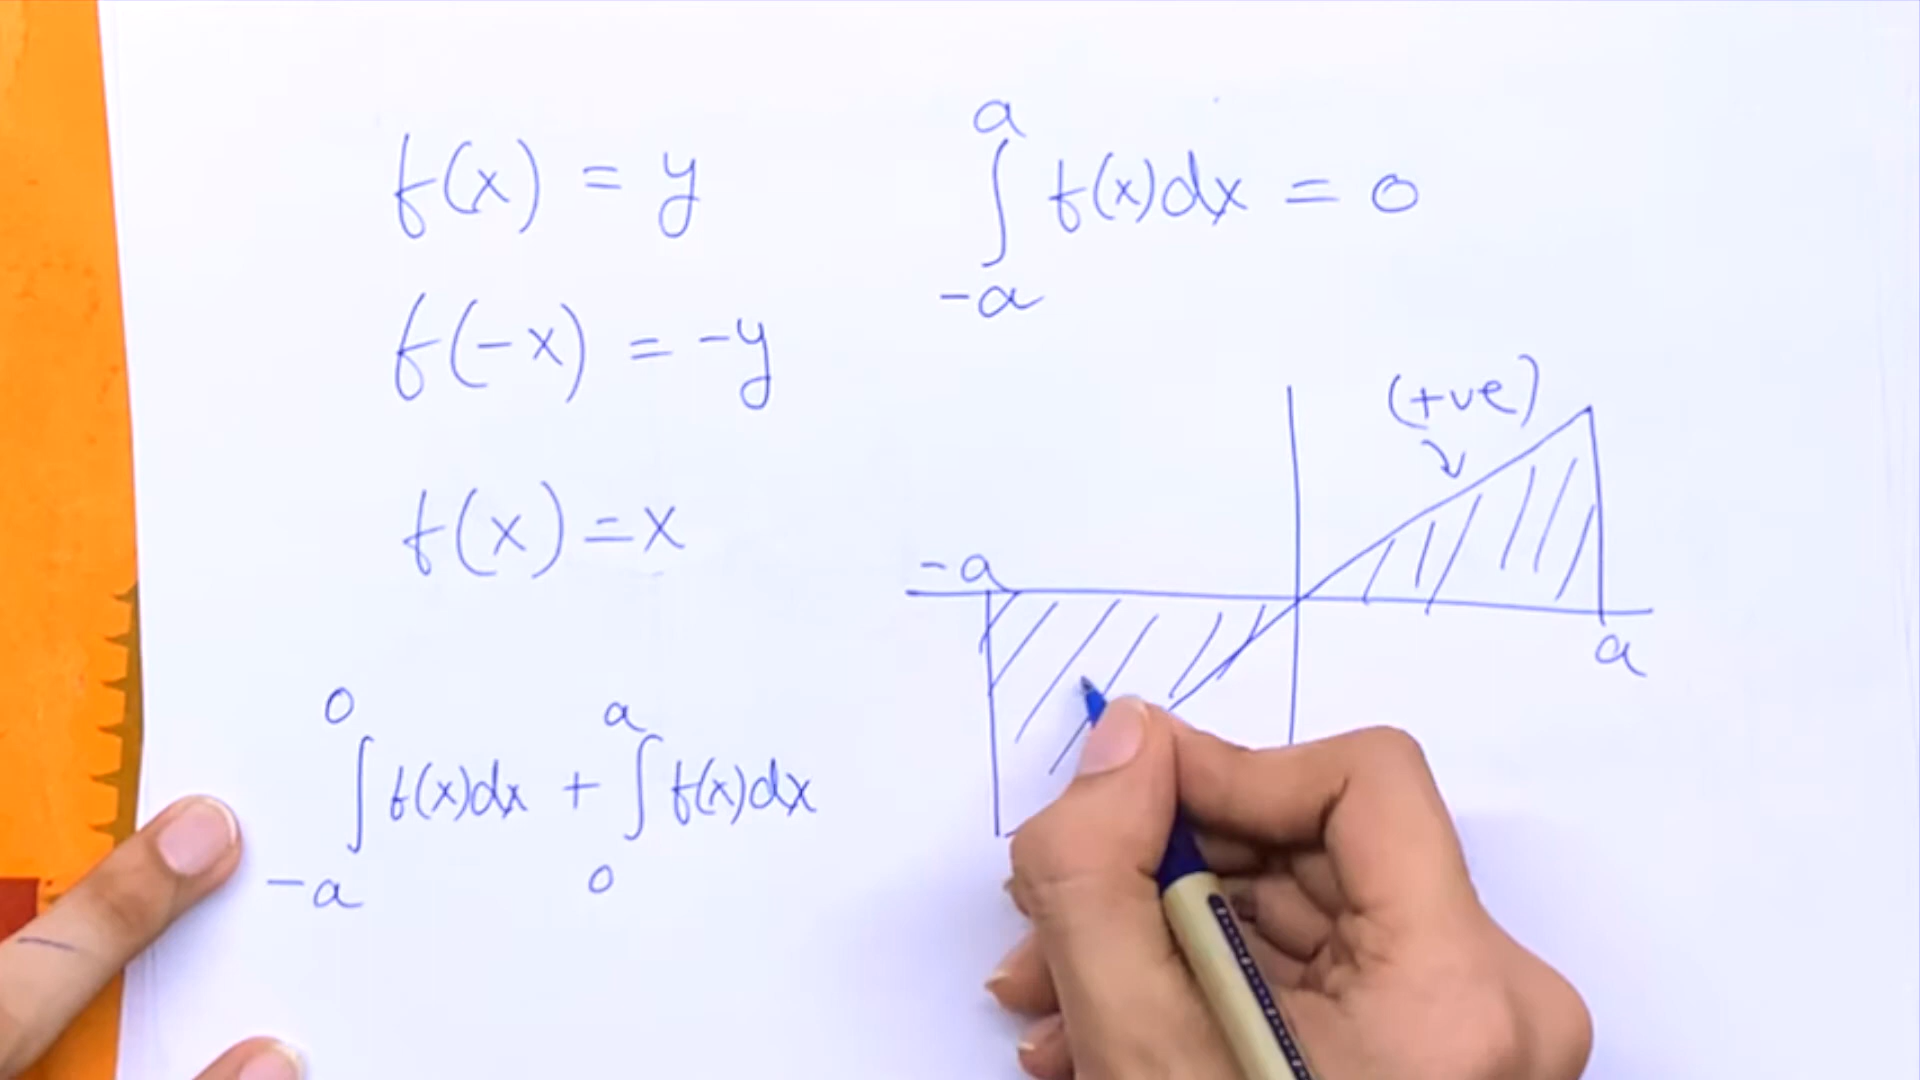 f(x) = y
f(-x) = -y
f(x) = x
∫_{-a}^{0} f(x)dx + ∫_{0}^{a} f(x)dx
∫_{-a}^{a} f(x)dx = 0
(+ve)
-a
a